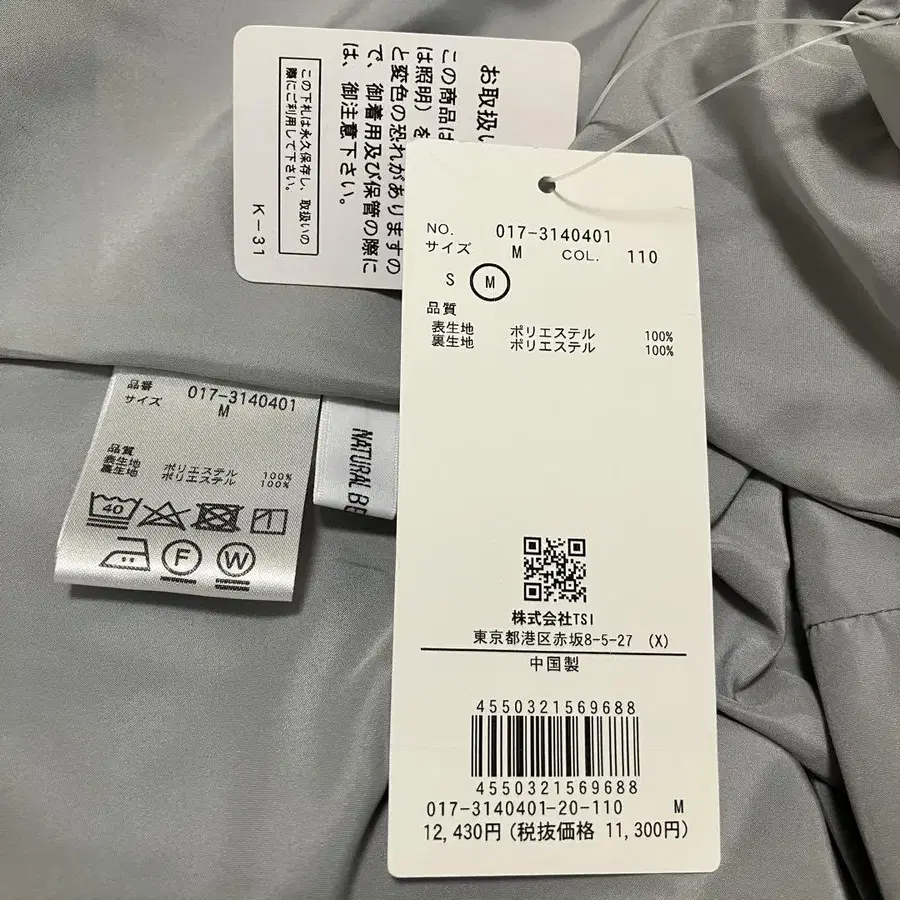 お取扱い
この商品は
は照明）を
と変色の恐れがありますの
で、御着用及び保管の際に
は、御注意下さい。
この下札は永久保存し、取扱いの
際にご利用して下さい。
K-31
NO. 017-3140401
サイズ M COL. 110
S M
品質
表生地 ポリエステル 100%
裏生地 ポリエステル 100%
株式会社TSI
東京都港区赤坂8-5-27 (X)
中国製
4550321569688
4550321569688
017-3140401-20-110 M
12,430円(税抜価格 11,300円)
品番 017-3140401
サイズ M
品質
表生地 ポリエステル 100%
裏生地 ポリエステル 100%
40
F W
NATURAL BE